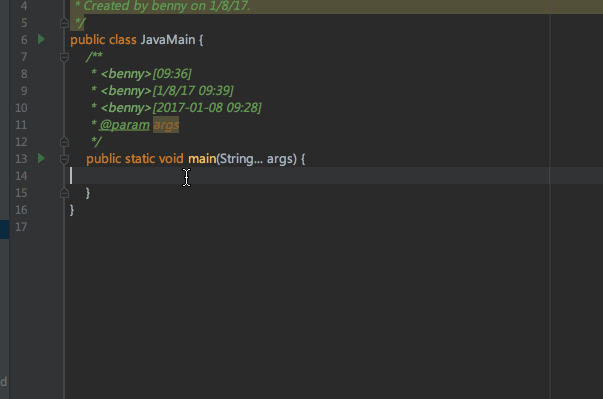 4 * Created by benny on 1/8/17.
5 */
6 public class JavaMain {
7 /**
8 * <benny>[09:36]
9 * <benny>[1/8/17 09:39]
10 * <benny>[2017-01-08 09:28]
11 * @param args
12 */
13 public static void main(String... args) {
14
15 }
16 }
17
d